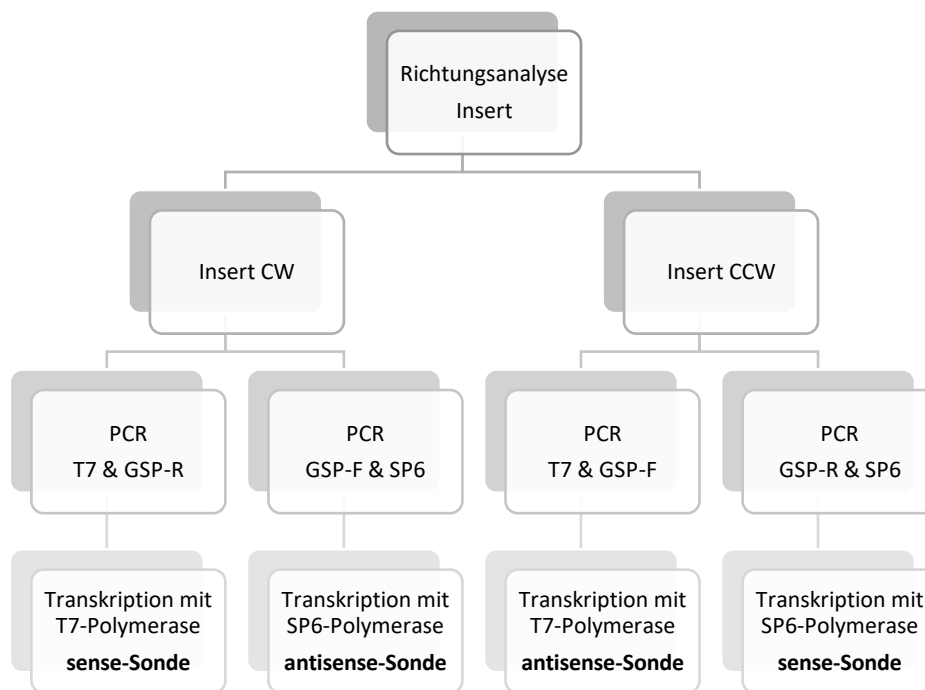 Richtungsanalyse
Insert
Insert CW
Insert CCW
PCR
T7 & GSP-R
PCR
GSP-F & SP6
PCR
T7 & GSP-F
PCR
GSP-R & SP6
Transkription mit
T7-Polymerase
sense-Sonde
Transkription mit
SP6-Polymerase
antisense-Sonde
Transkription mit
T7-Polymerase
antisense-Sonde
Transkription mit
SP6-Polymerase
sense-Sonde